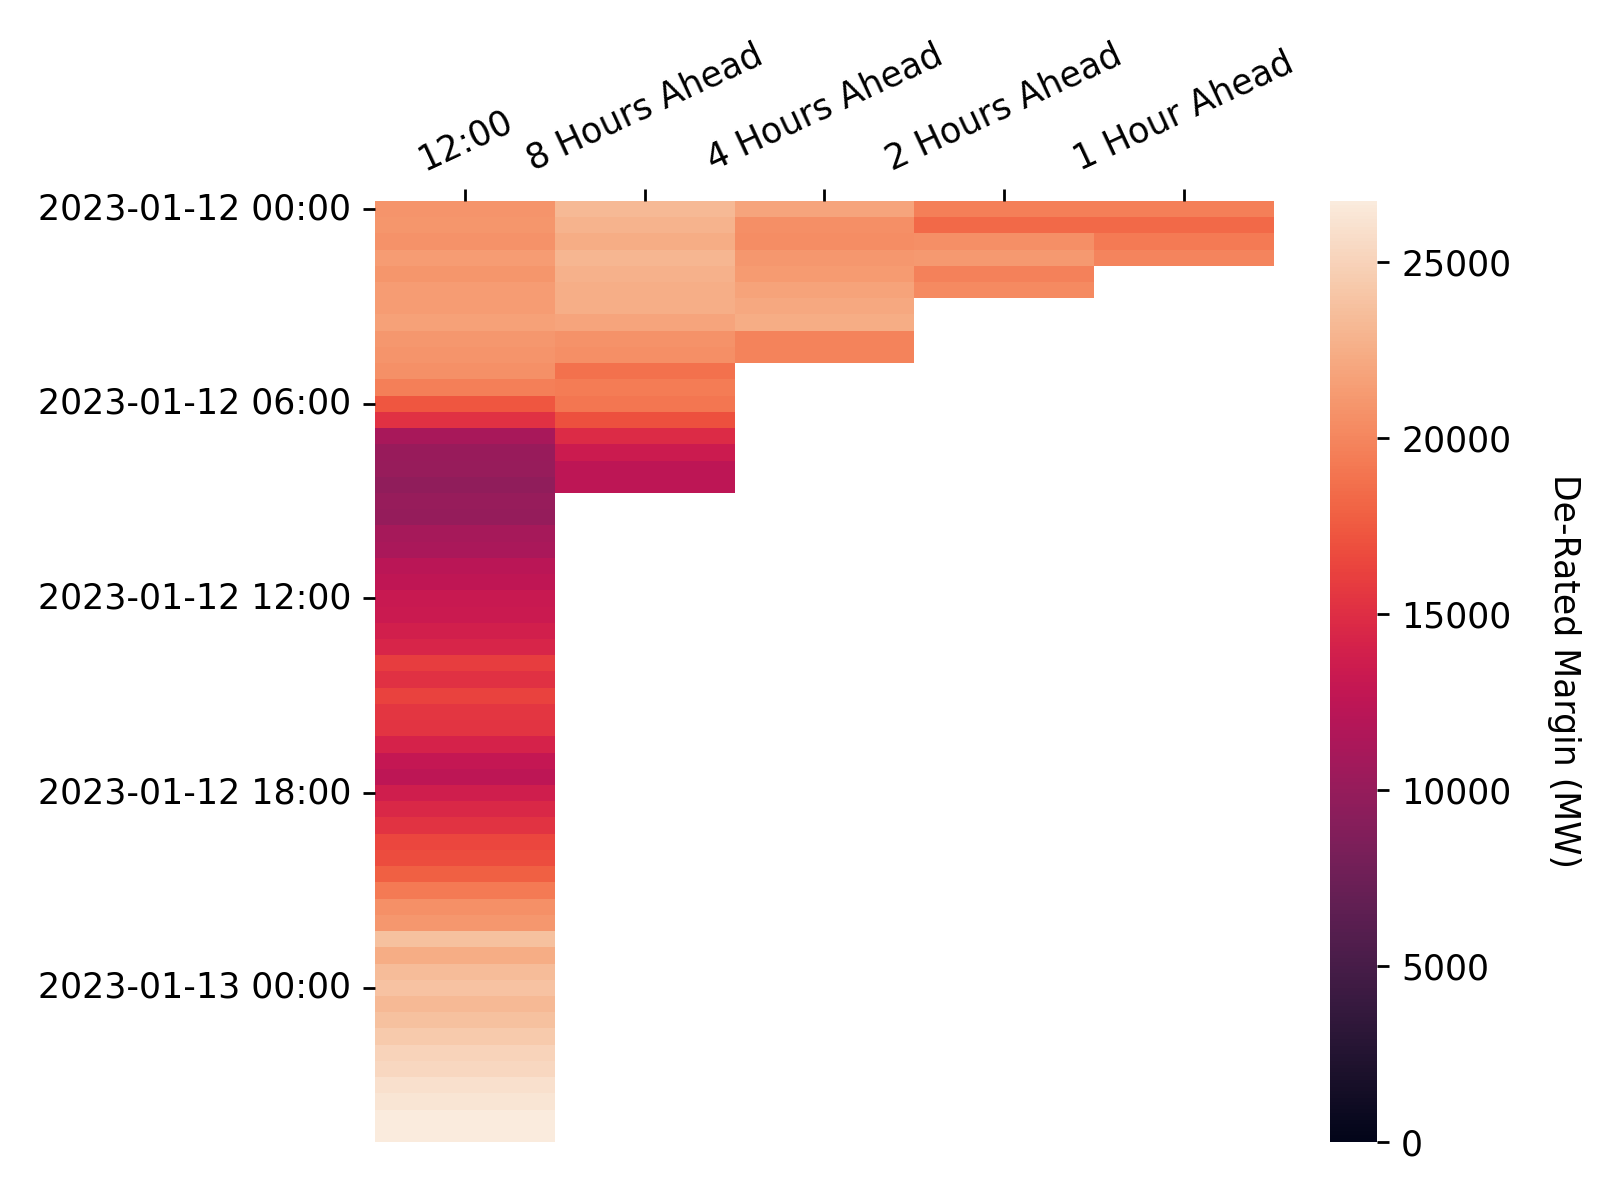 12:00
8 Hours Ahead
4 Hours Ahead
2 Hours Ahead
1 Hour Ahead
2023-01-12 00:00
2023-01-12 06:00
2023-01-12 12:00
2023-01-12 18:00
2023-01-13 00:00
25000
20000
15000
10000
5000
0
De-Rated Margin (MW)